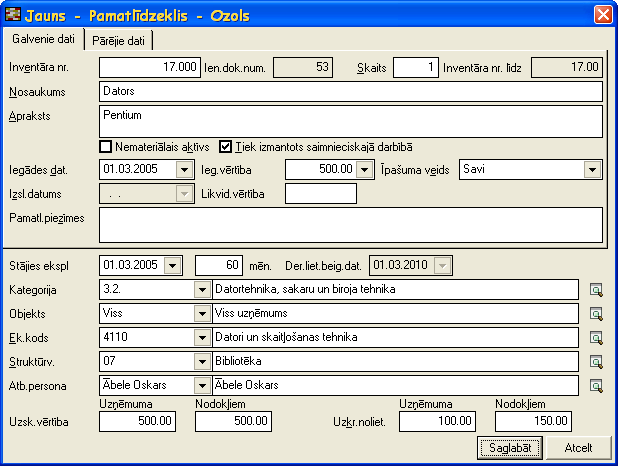 Jauns - Pamatlīdzeklis - Ozols
Galvenie dati Pārējie dati
Inventāra nr. 17.000 Ien.dok.num. 53 Skaits 1 Inventāra nr. līdz 17.00
Nosaukums Dators
Apraksts Pentium
Nemateriālais aktīvs Tiek izmantots saimnieciskajā darbībā
Iegādes dat. 01.03.2005 Ieg.vērtība 500.00 Īpašuma veids Savi
Izsl.datums . . Likvid.vērtība
Pamatl.piezīmes
Stājies ekspl 01.03.2005 60 mēn. Der.liet.beig.dat. 01.03.2010
Kategorija 3.2. Datortehnika, sakaru un biroja tehnika
Objekts Viss Viss uzņēmums
Ek.kods 4110 Datori un skaitļošanas tehnika
Struktūrv. 07 Bibliotēka
Atb.persona Ābele Oskars Ābele Oskars
Uzņēmuma Nodokļiem Uzņēmuma Nodokļiem
Uzsk.vērtība 500.00 500.00 Uzkr.noliet. 100.00 150.00
Saglabāt Atcelt